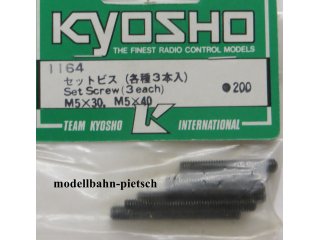 KYOSHO
THE FINEST RADIO CONTROL MODELS
1164
セットビス (各種3本入)
Set Screw (3 each)
M5×30, M5×40
●200
TEAM KYOSHO K INTERNATIONAL
modellbahn-pietsch